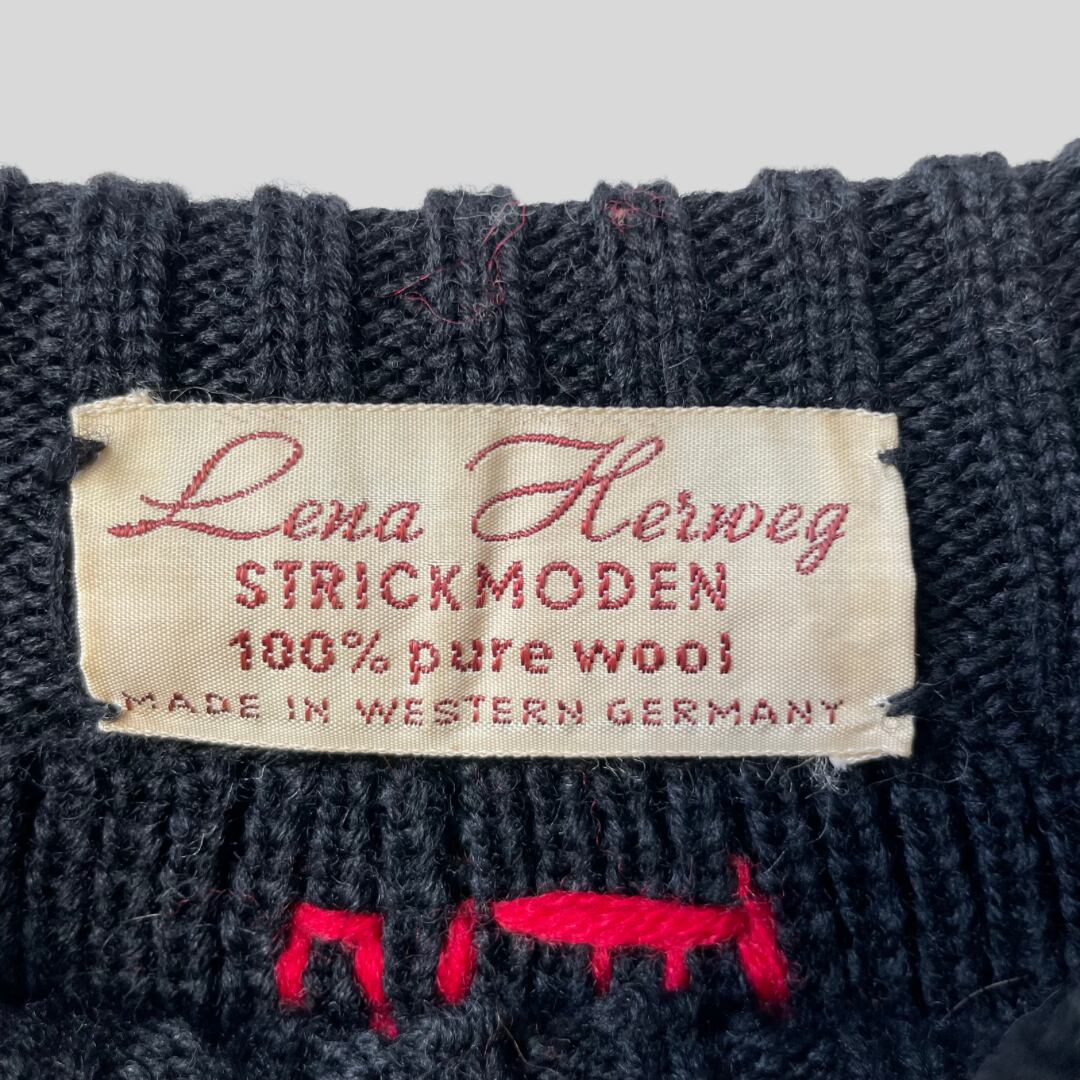 Lena Herweg
STRICKMODEN
100% pure wool
MADE IN WESTERN GERMANY